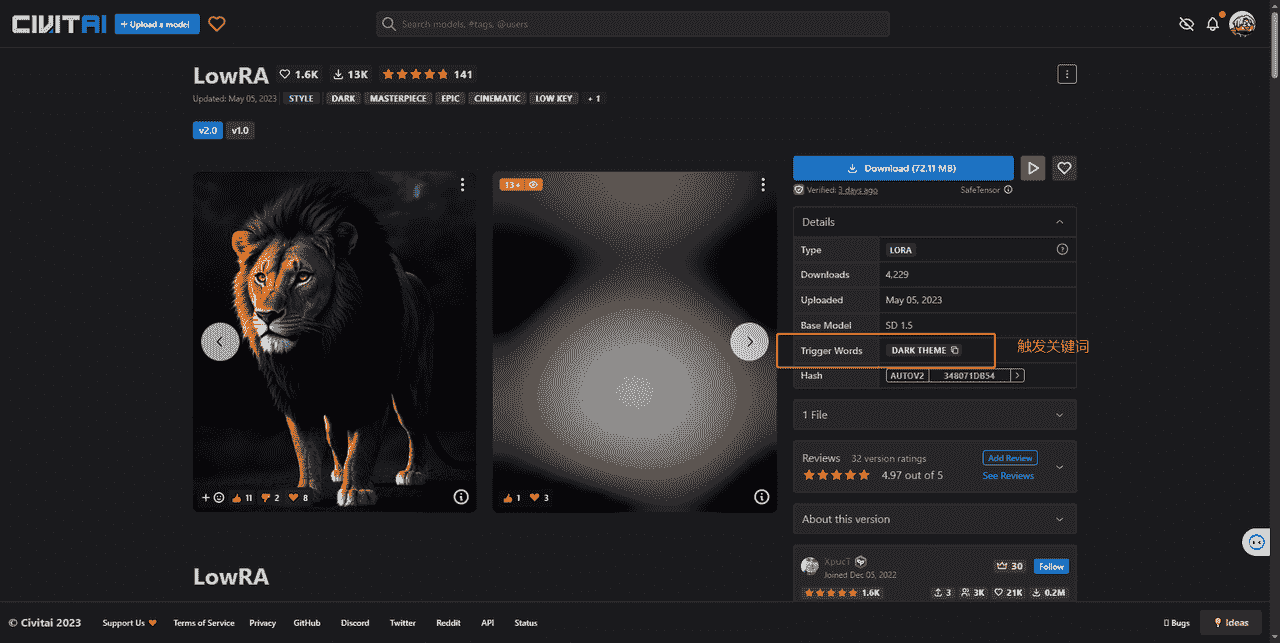 CIVITAI + Upload a model Search models, #tags, @users
LowRA 1.6K 13K 141
Updated: May 05, 2023 STYLE DARK MASTERPIECE EPIC CINEMATIC LOW KEY + 1
v2.0 v1.0
Download (72.11 MB)
13+
Verified: 3 days ago SafeTensor
Details
Type LORA
Downloads 4,229
Uploaded May 05, 2023
Base Model SD 1.5
Trigger Words DARK THEME 触发关键词
Hash AUTOV2 348071DB54
1 File
Reviews 32 version ratings Add Review
4.97 out of 5 See Reviews
+ 11 2 8 1 3
About this version
XpucT 30 Follow
Joined Dec 05, 2022
LowRA
1.6K 3 3K 21K 0.2M
© Civitai 2023 Support Us Terms of Service Privacy GitHub Discord Twitter Reddit API Status Bugs Ideas